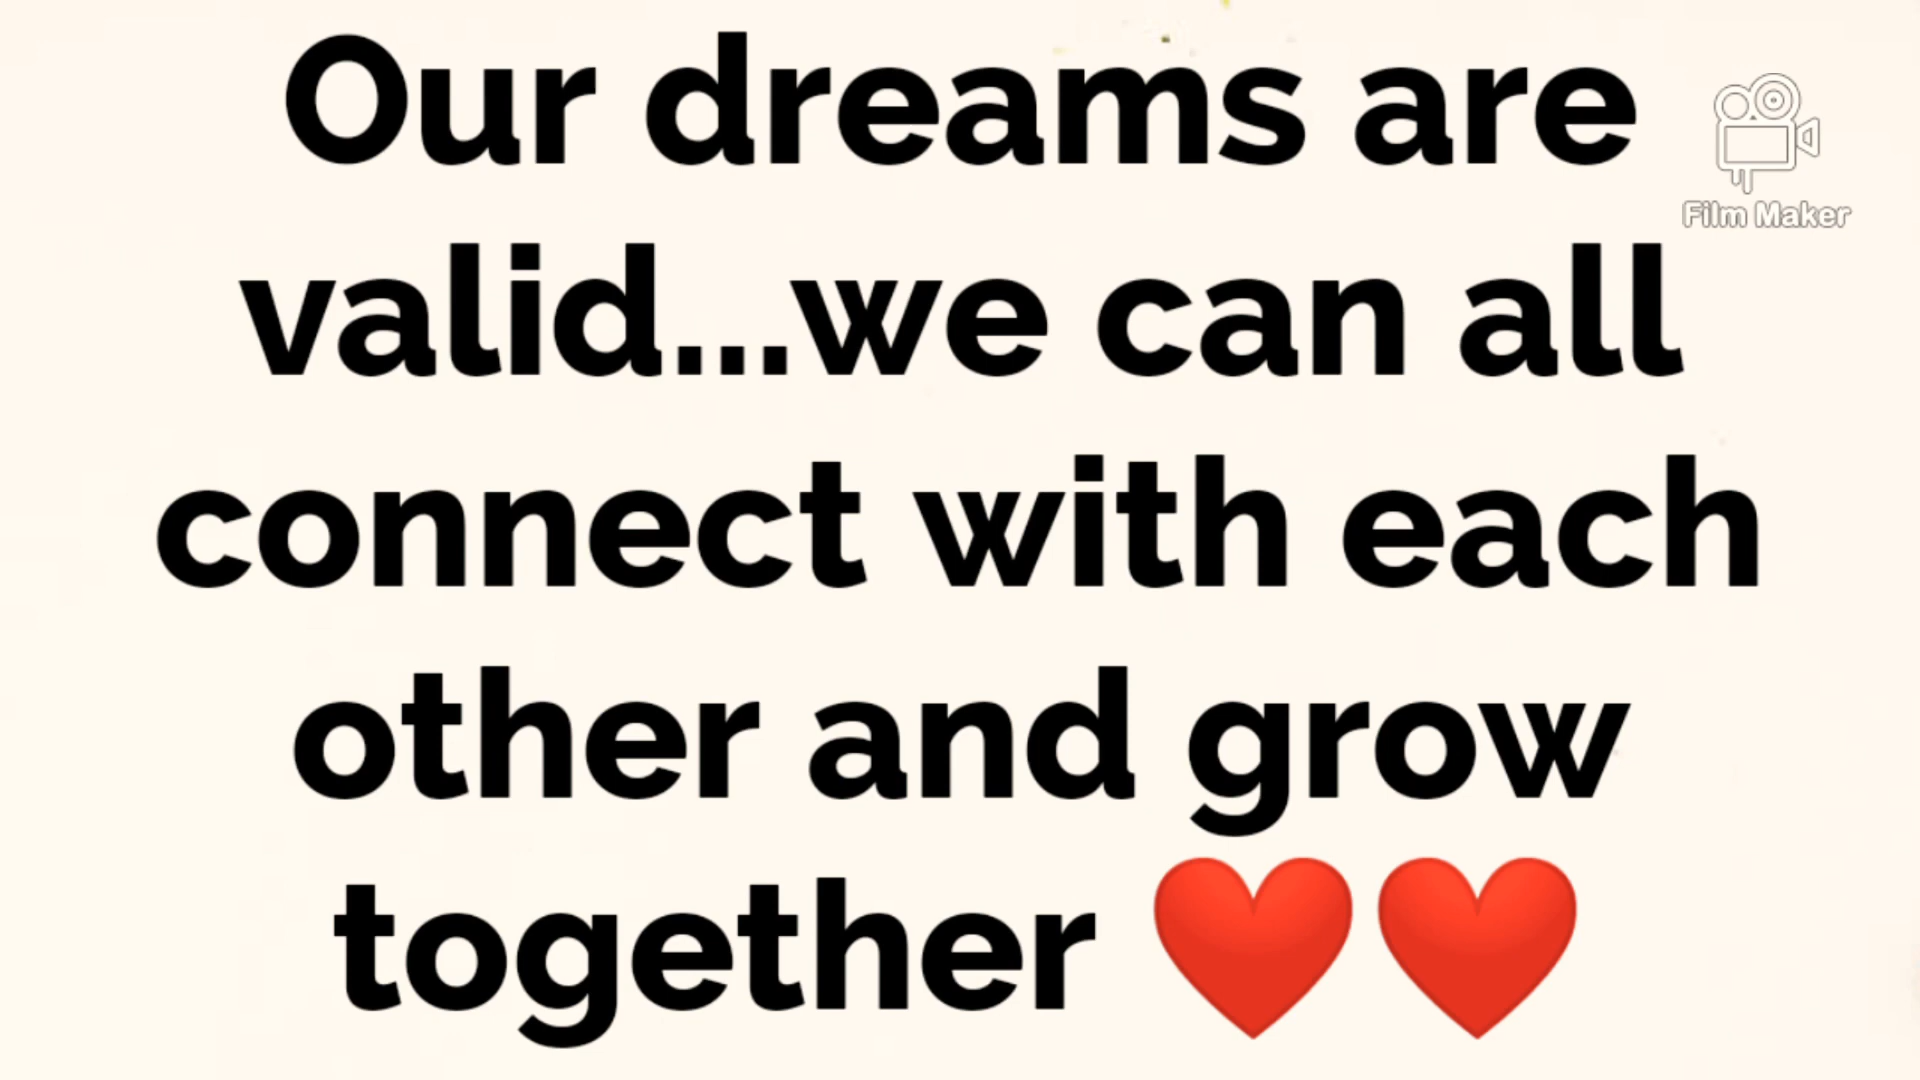 Our dreams are
Film Maker
valid...we can all
connect with each
other and grow
together ❤️❤️